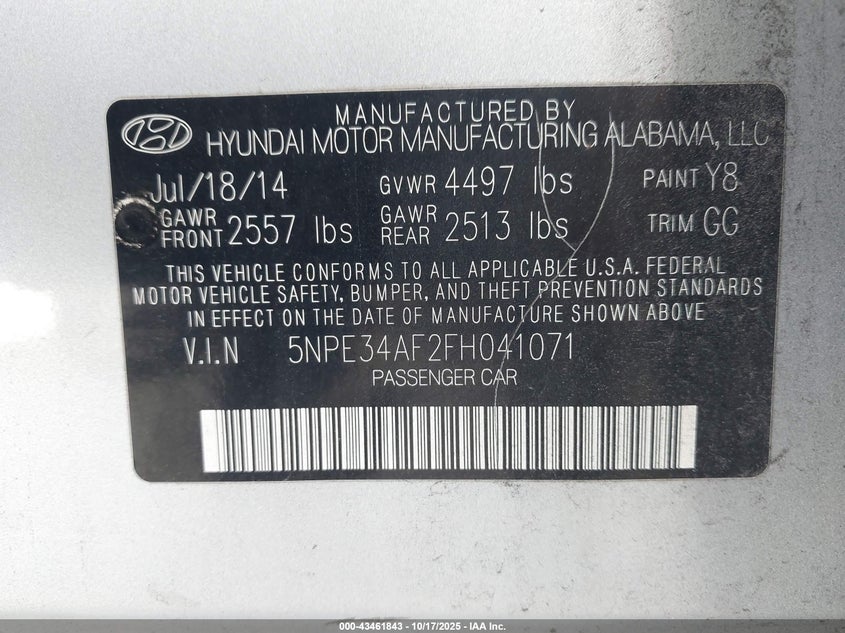 MANUFACTURED BY
HYUNDAI MOTOR MANUFACTURING ALABAMA, LLC
Jul/18/14 GVWR 4497 lbs PAINT Y8
GAWR FRONT 2557 lbs GAWR REAR 2513 lbs TRIM GG
THIS VEHICLE CONFORMS TO ALL APPLICABLE U.S.A. FEDERAL
MOTOR VEHICLE SAFETY, BUMPER, AND THEFT PREVENTION STANDARDS
IN EFFECT ON THE DATE OF MANUFACTURE SHOWN ABOVE
V.I.N 5NPE34AF2FH041071
PASSENGER CAR
000-43461843 - 10/17/2025 - IAA Inc.